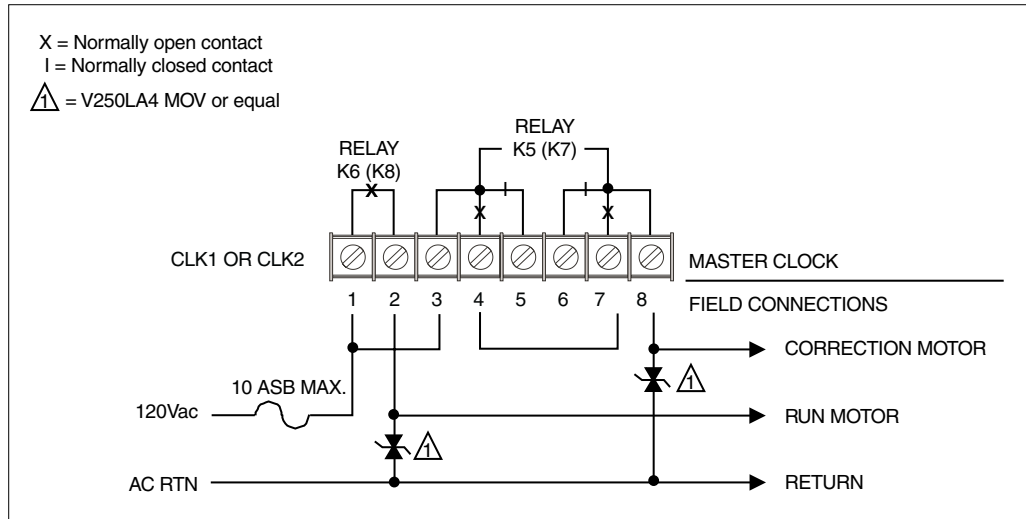 X = Normally open contact
I = Normally closed contact
1 = V250LA4 MOV or equal
RELAY
K5 (K7)
RELAY
K6 (K8)
X
X
X
CLK1 OR CLK2
MASTER CLOCK
1 2 3 4 5 6 7 8
FIELD CONNECTIONS
CORRECTION MOTOR
1
10 ASB MAX.
120Vac
RUN MOTOR
1
AC RTN
RETURN